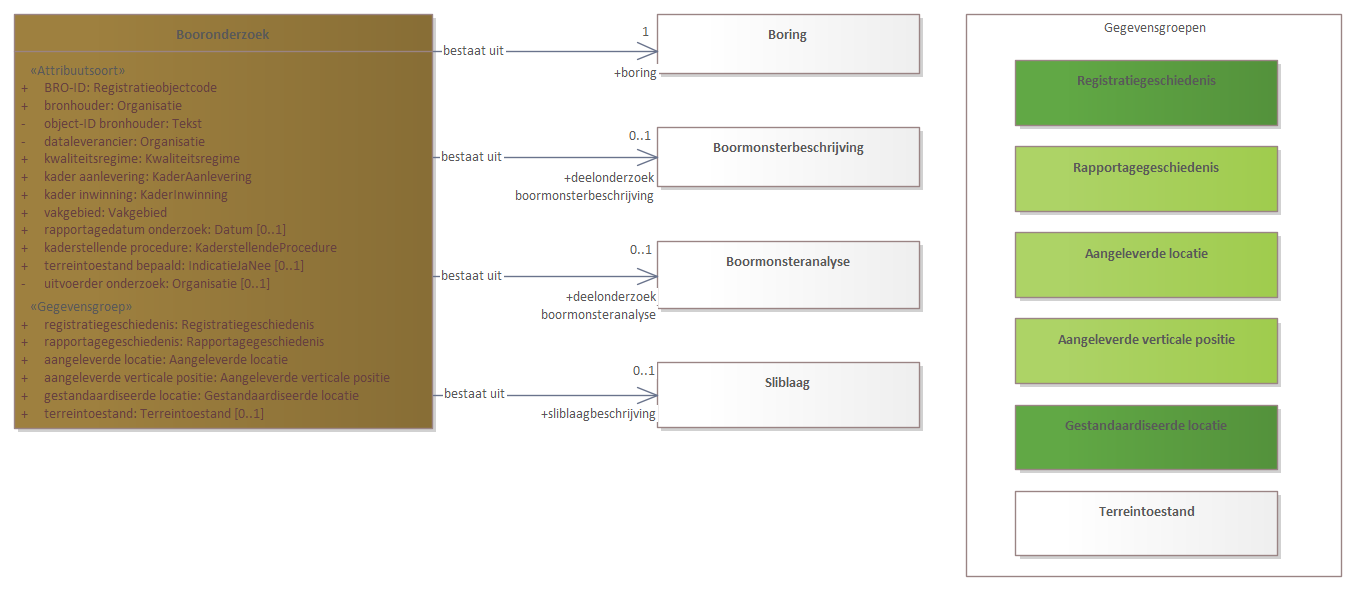 Booronderzoek
«Attribuutsoort»
+ BRO-ID: Registratieobjectcode
+ bronhouder: Organisatie
- object-ID bronhouder: Tekst
- dataleverancier: Organisatie
+ kwaliteitsregime: Kwaliteitsregime
+ kader aanlevering: KaderAanlevering
+ kader inwinning: KaderInwinning
+ vakgebied: Vakgebied
+ rapportagedatum onderzoek: Datum [0..1]
+ kaderstellende procedure: KaderstellendeProcedure
+ terreintoestand bepaald: IndicatieJaNee [0..1]
- uitvoerder onderzoek: Organisatie [0..1]
«Gegevensgroep»
+ registratiegeschiedenis: Registratiegeschiedenis
+ rapportagegeschiedenis: Rapportagegeschiedenis
+ aangeleverde locatie: Aangeleverde locatie
+ aangeleverde verticale positie: Aangeleverde verticale positie
+ gestandaardiseerde locatie: Gestandaardiseerde locatie
+ terreintoestand: Terreintoestand [0..1]
bestaat uit
1
+boring
Boring
bestaat uit
0..1
+deelonderzoek
boormonsterbeschrijving
Boormonsterbeschrijving
bestaat uit
0..1
+deelonderzoek
boormonsteranalyse
Boormonsteranalyse
bestaat uit
0..1
+sliblaagbeschrijving
Sliblaag
Gegevensgroepen
Registratiegeschiedenis
Rapportagegeschiedenis
Aangeleverde locatie
Aangeleverde verticale positie
Gestandaardiseerde locatie
Terreintoestand